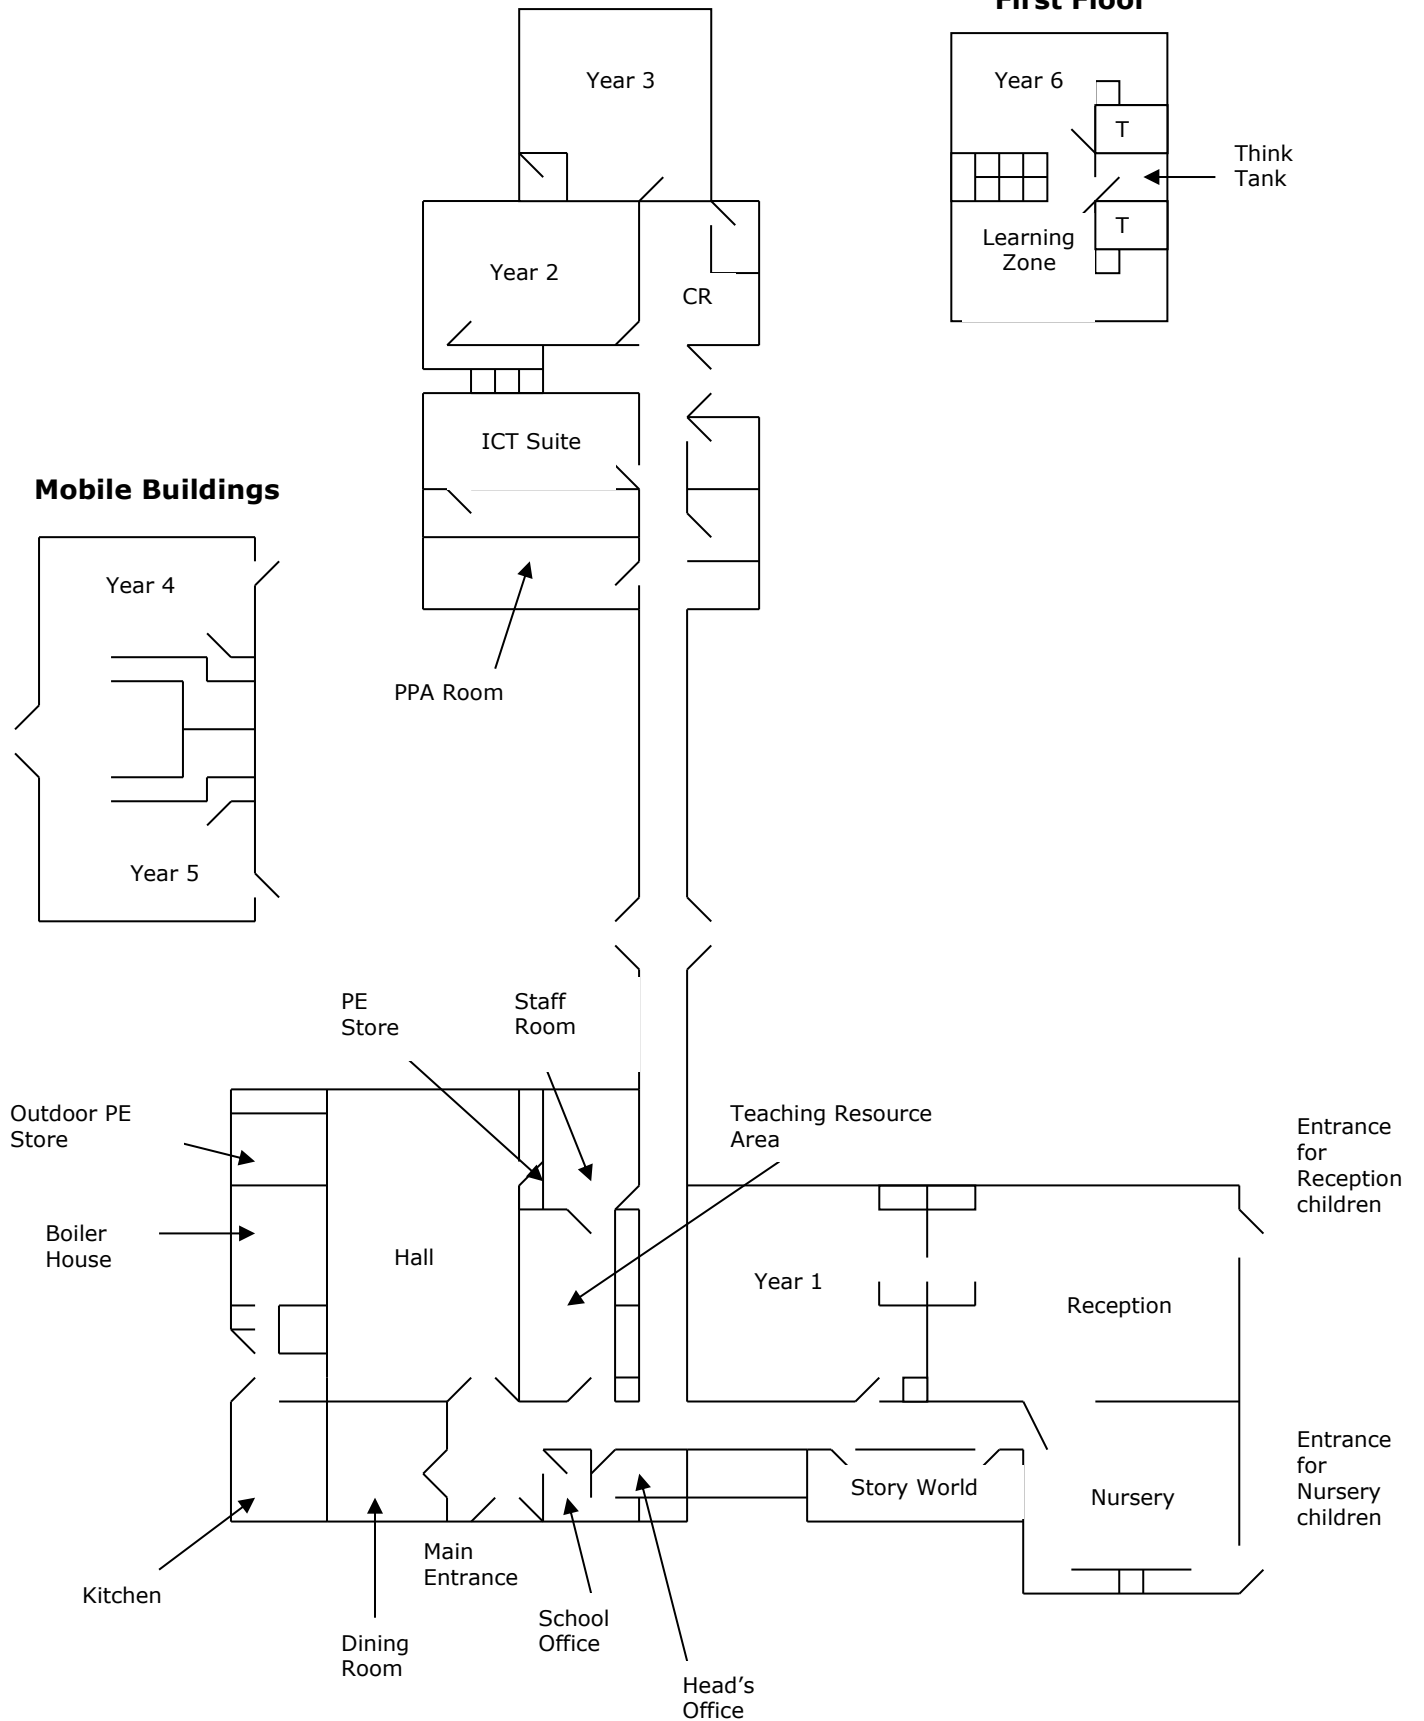 First Floor
Year 3
Year 6
T
Think
Tank
T
Learning
Zone
Year 2
CR
ICT Suite
Mobile Buildings
Year 4
PPA Room
Year 5
PE
Store
Staff
Room
Outdoor PE
Store
Teaching Resource
Area
Entrance
for
Reception
children
Boiler
House
Hall
Year 1
Reception
Entrance
for
Nursery
children
Story World
Nursery
Main
Entrance
Kitchen
School
Office
Dining
Room
Head’s
Office